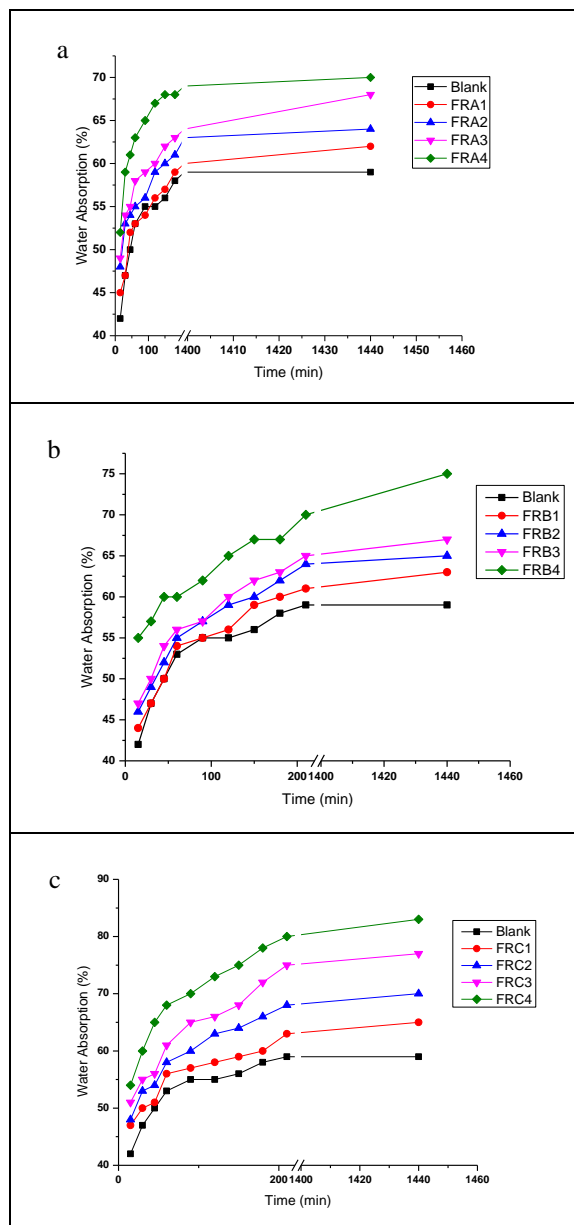 a
70
65
60
55
50
45
40
Water Absorption (%)
0 100 1400 1410 1420 1430 1440 1450 1460
Time (min)
Blank
FRA1
FRA2
FRA3
FRA4
b
75
70
65
60
55
50
45
40
Water Absorption (%)
0 100 200 1400 1420 1440 1460
Time (min)
Blank
FRB1
FRB2
FRB3
FRB4
c
90
80
70
60
50
40
Water Absorption (%)
0 200 1400 1420 1440 1460
Time (min)
Blank
FRC1
FRC2
FRC3
FRC4